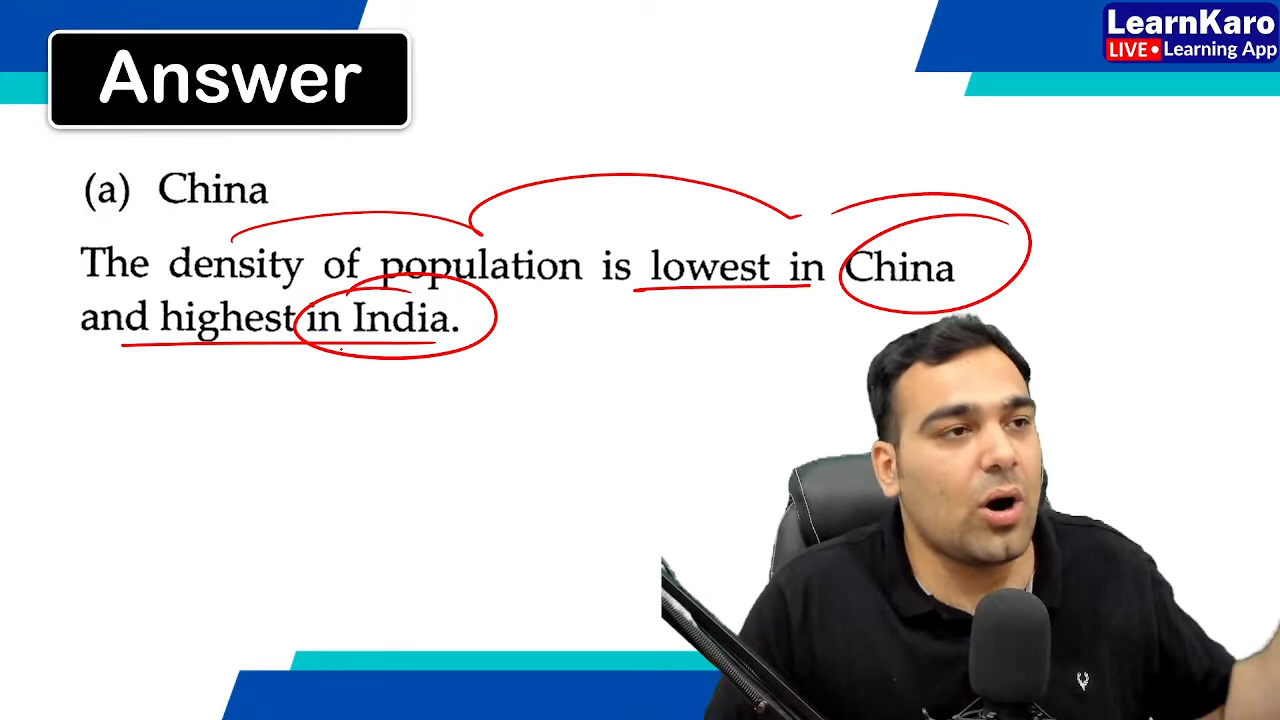 LearnKaro
LIVE • Learning App
Answer
(a) China
The density of population is lowest in China
and highest in India.